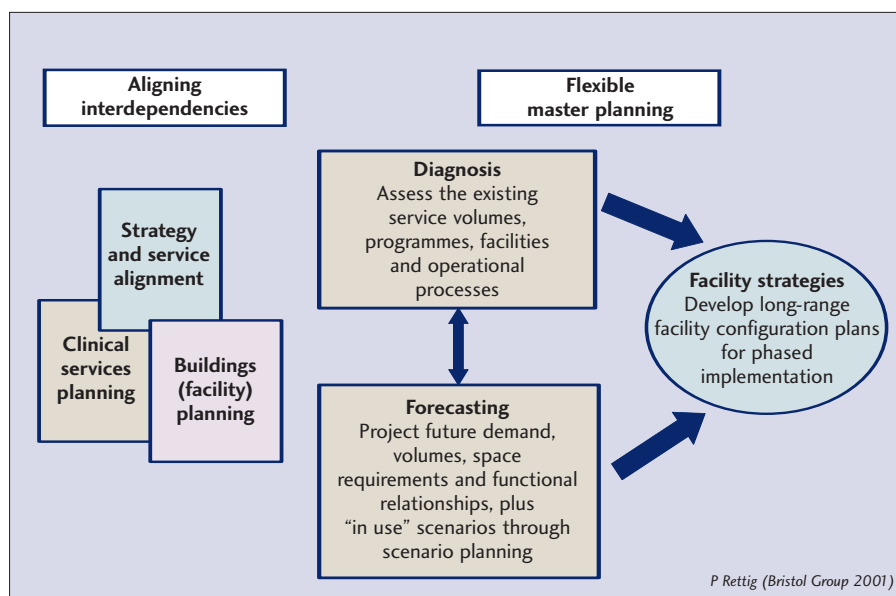 Aligning
interdependencies
Flexible
master planning
Strategy
and service
alignment
Clinical
services
planning
Buildings
(facility)
planning
Diagnosis
Assess the existing
service volumes,
programmes, facilities
and operational
processes
Forecasting
Project future demand,
volumes, space
requirements and functional
relationships, plus
“in use” scenarios through
scenario planning
Facility strategies
Develop long-range
facility configuration plans
for phased
implementation
P Rettig (Bristol Group 2001)